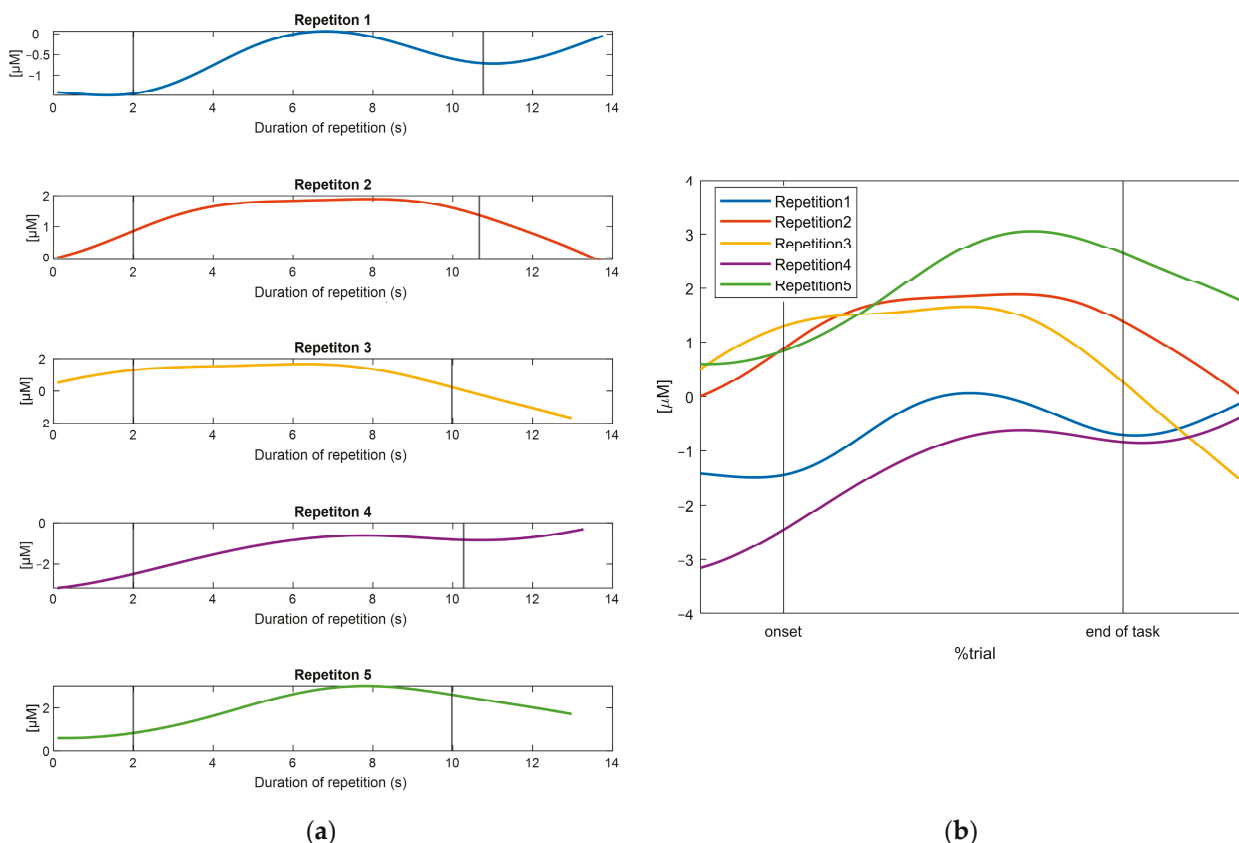 Repetiton 1
0
−0.5
−1
[µM]
0 2 4 6 8 10 12 14
Duration of repetition (s)
Repetiton 2
2
1
0
[µM]
0 2 4 6 8 10 12 14
Duration of repetition (s)
Repetiton 3
2
0
2
[µM]
0 2 4 6 8 10 12 14
Duration of repetition (s)
Repetiton 4
0
−2
[µM]
0 2 4 6 8 10 12 14
Duration of repetition (s)
Repetiton 5
2
0
[µM]
0 2 4 6 8 10 12 14
Duration of repetition (s)
(a)
4
3
2
1
0
−1
−2
−3
−4
[µM]
Repetition1
Repetition2
Repetition3
Repetition4
Repetition5
onset end of task
%trial
(b)